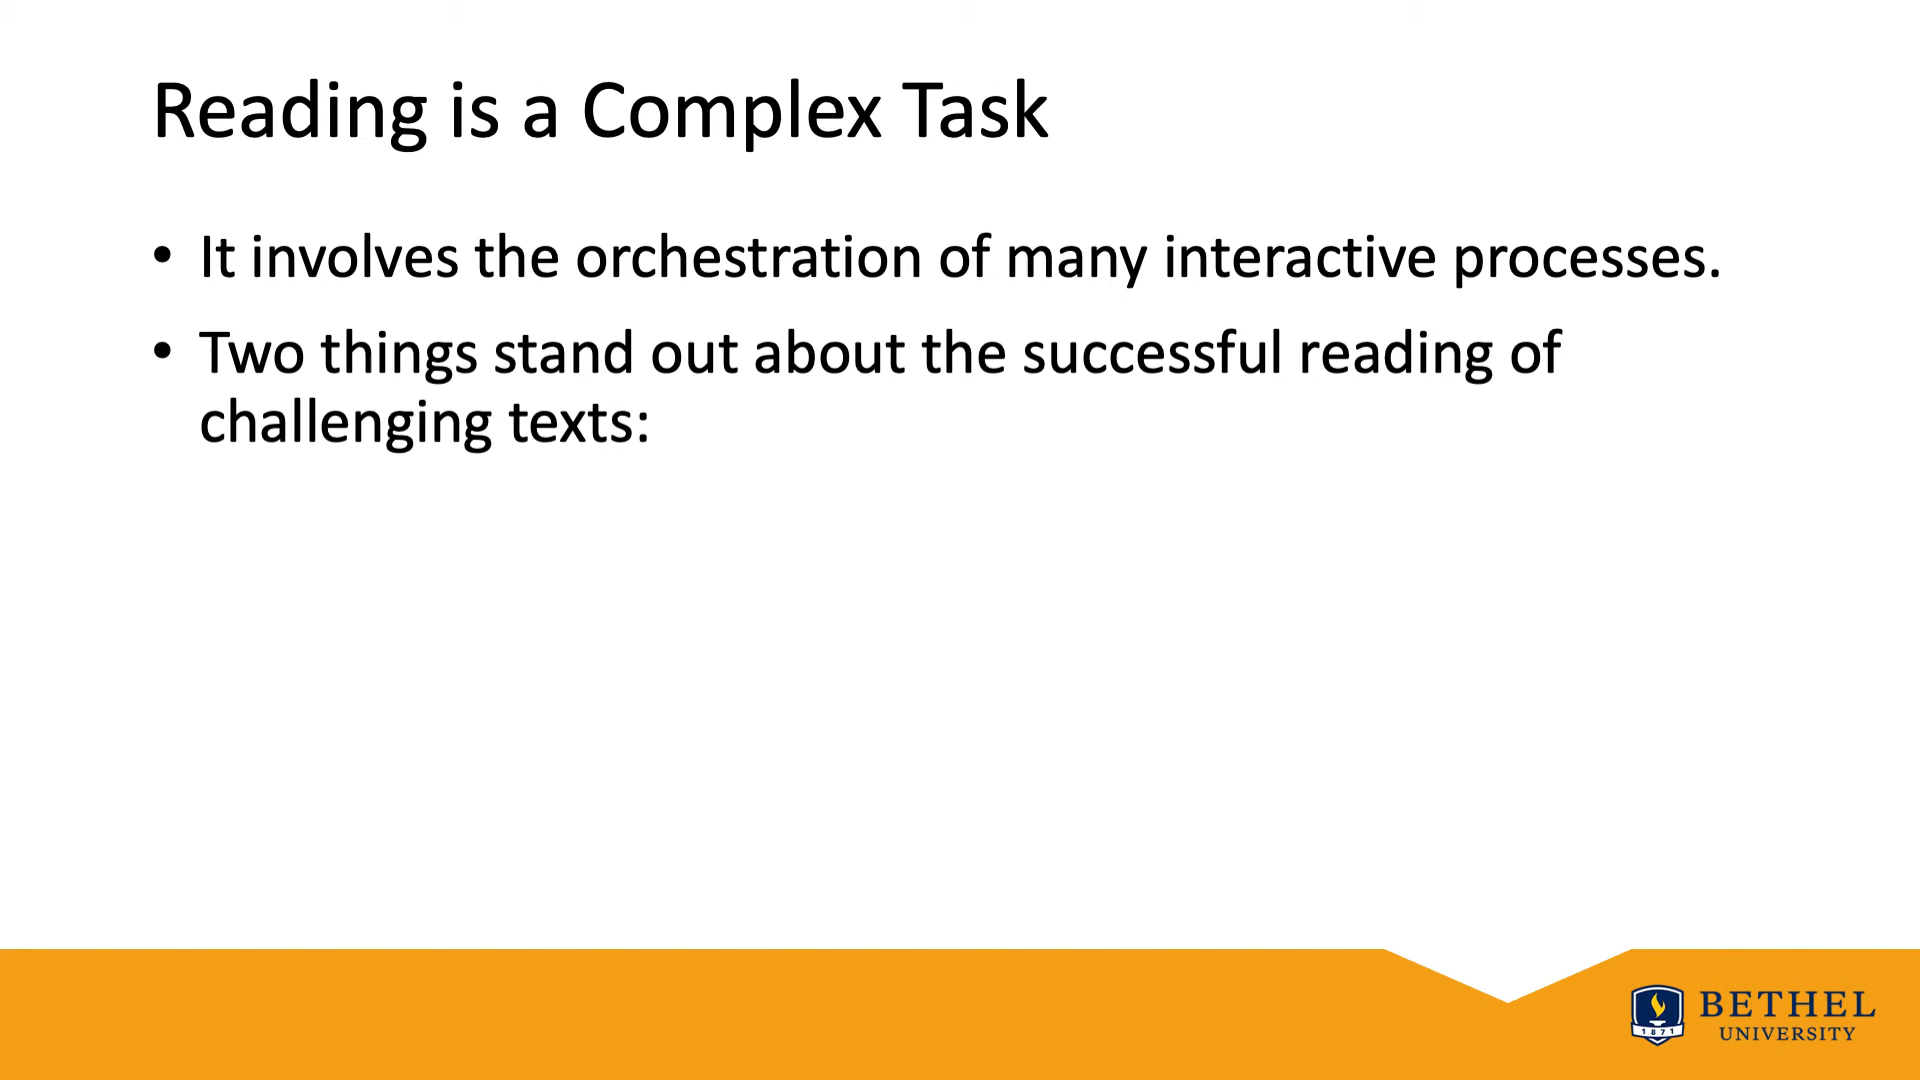 Reading is a Complex Task
• It involves the orchestration of many interactive processes.
• Two things stand out about the successful reading of
challenging texts:
1871
BETHEL
UNIVERSITY